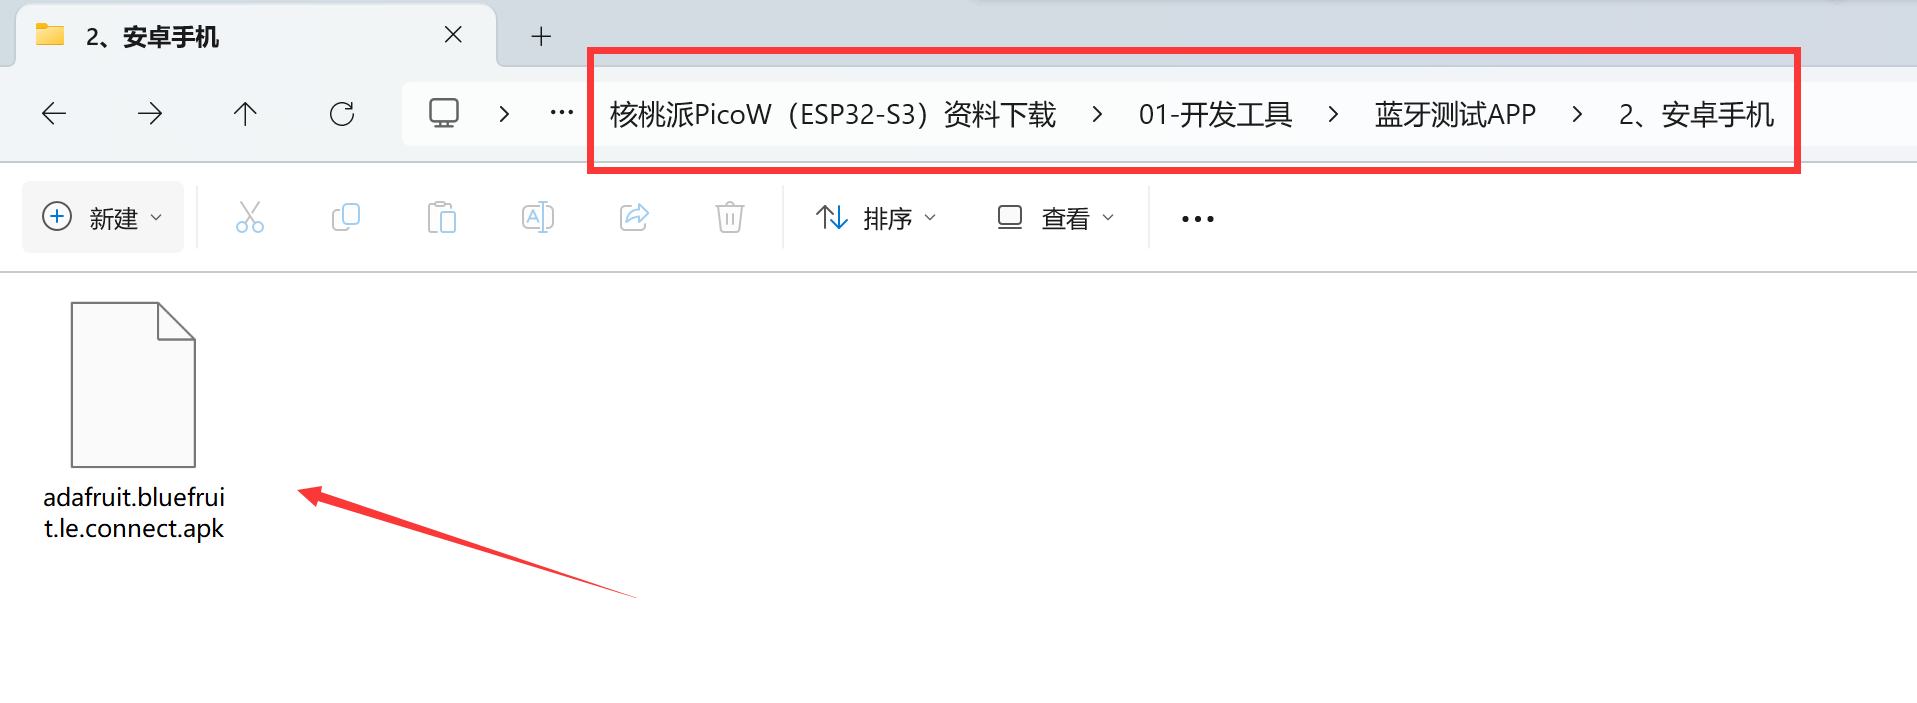 2、安卓手机
核桃派PicoW（ESP32-S3）资料下载 > 01-开发工具 > 蓝牙测试APP > 2、安卓手机
新建 排序 查看
adafruit.bluefrui
t.le.connect.apk